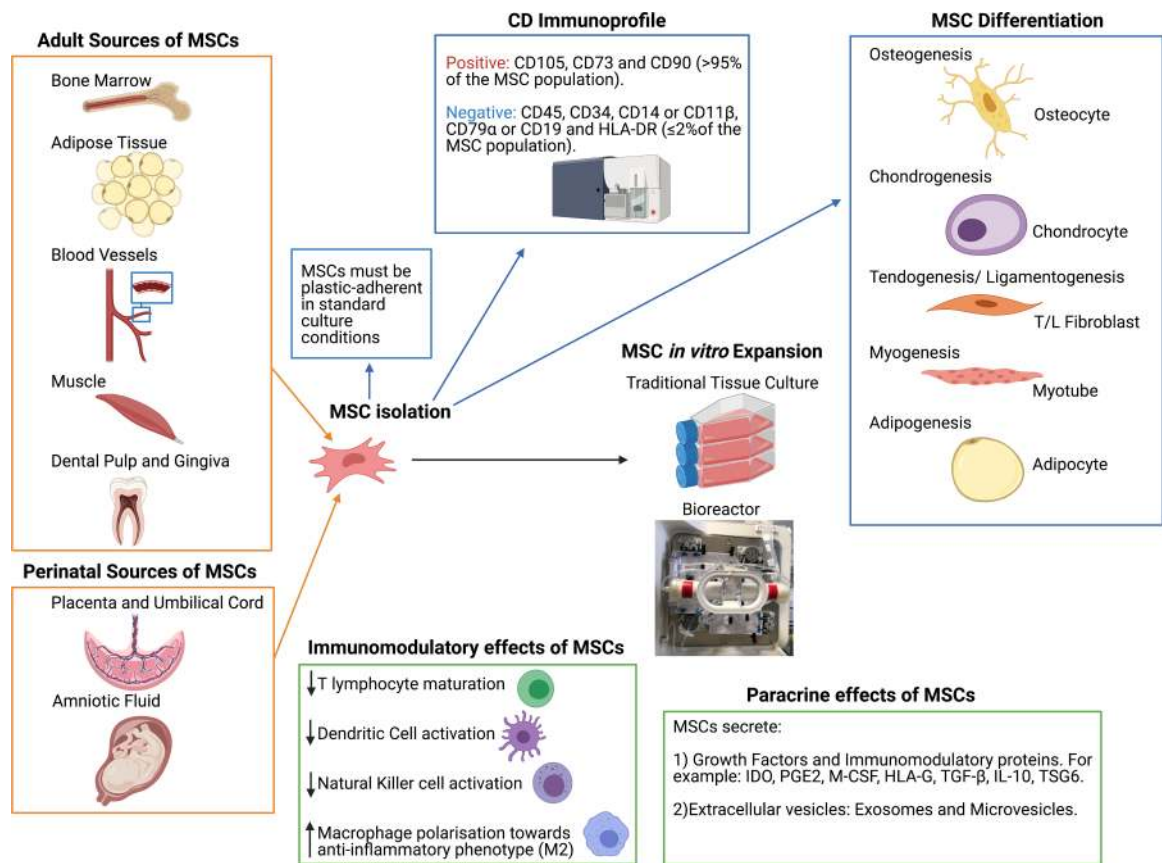 Adult Sources of MSCs
Bone Marrow
Adipose Tissue
Blood Vessels
Muscle
Dental Pulp and Gingiva
Perinatal Sources of MSCs
Placenta and Umbilical Cord
Amniotic Fluid
MSCs must be
plastic-adherent
in standard
culture
conditions
MSC isolation
CD Immunoprofile
Positive: CD105, CD73 and CD90 (>95%
of the MSC population).
Negative: CD45, CD34, CD14 or CD11β,
CD79α or CD19 and HLA-DR (≤2%of the
MSC population).
MSC in vitro Expansion
Traditional Tissue Culture
Bioreactor
MSC Differentiation
Osteogenesis
Osteocyte
Chondrogenesis
Chondrocyte
Tendogenesis/ Ligamentogenesis
T/L Fibroblast
Myogenesis
Myotube
Adipogenesis
Adipocyte
Immunomodulatory effects of MSCs
↓T lymphocyte maturation
↓Dendritic Cell activation
↓Natural Killer cell activation
↑Macrophage polarisation towards
anti-inflammatory phenotype (M2)
Paracrine effects of MSCs
MSCs secrete:
1) Growth Factors and Immunomodulatory proteins. For
example: IDO, PGE2, M-CSF, HLA-G, TGF-β, IL-10, TSG6.
2)Extracellular vesicles: Exosomes and Microvesicles.